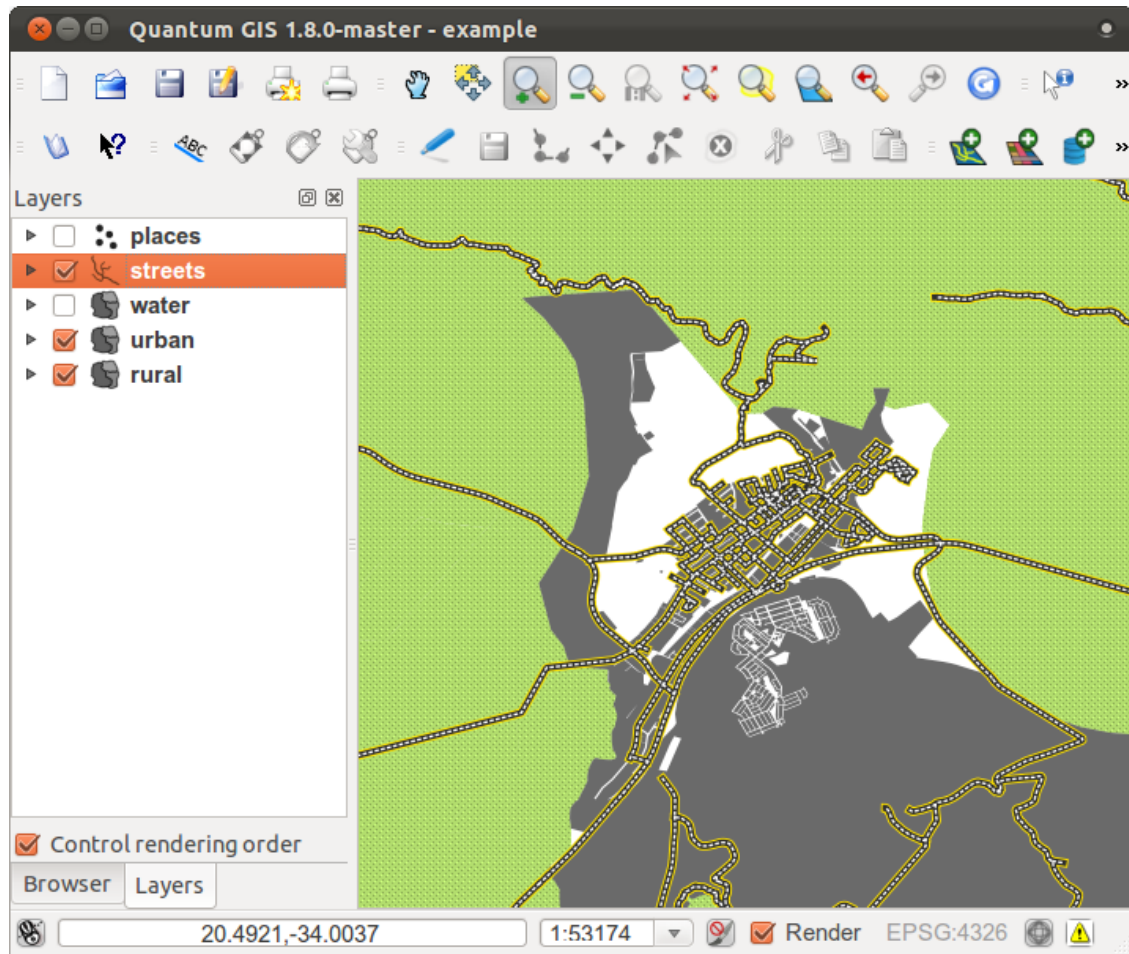 Quantum GIS 1.8.0-master - example
ABC
Layers
places
streets
water
urban
rural
Control rendering order
Browser Layers
20.4921,-34.0037 1:53174 Render EPSG:4326